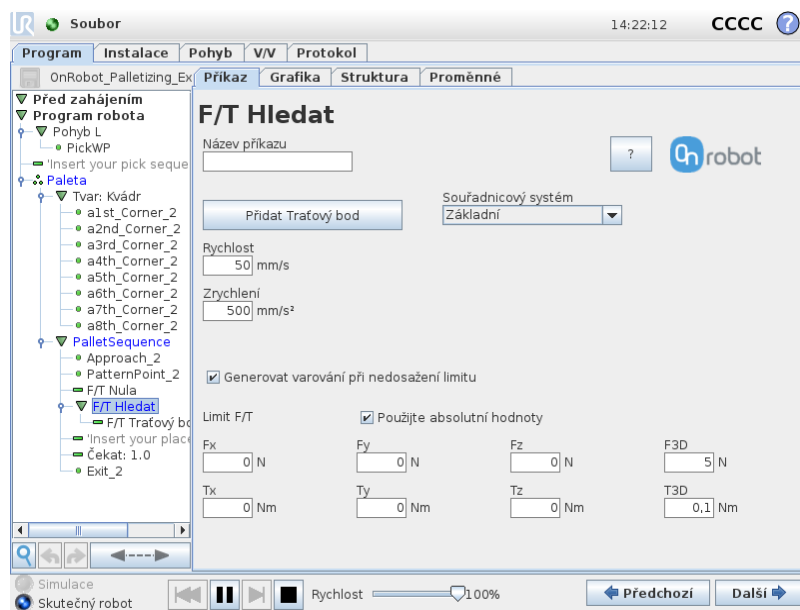 Soubor
14:22:12
CCCC
?
Program
Instalace
Pohyb
V/V
Protokol
OnRobot_Palletizing_Ex
Příkaz
Grafika
Struktura
Proměnné
Před zahájením
Program robota
Pohyb L
PickWP
'Insert your pick seque
Paleta
Tvar: Kvádr
a1st_Corner_2
a2nd_Corner_2
a3rd_Corner_2
a4th_Corner_2
a5th_Corner_2
a6th_Corner_2
a7th_Corner_2
a8th_Corner_2
PalletSequence
Approach_2
PatternPoint_2
F/T Nula
F/T Hledat
F/T Traťový bo
'Insert your place
Čekat: 1.0
Exit_2
F/T Hledat
Název příkazu
?
On robot
Přidat Traťový bod
Souřadnicový systém
Základní
Rychlost
50 mm/s
Zrychlení
500 mm/s²
Generovat varování při nedosažení limitu
Limit F/T
Použijte absolutní hodnoty
Fx
0 N
Fy
0 N
Fz
0 N
F3D
5 N
Tx
0 Nm
Ty
0 Nm
Tz
0 Nm
T3D
0,1 Nm
Simulace
Skutečný robot
Rychlost
100%
Předchozí
Další